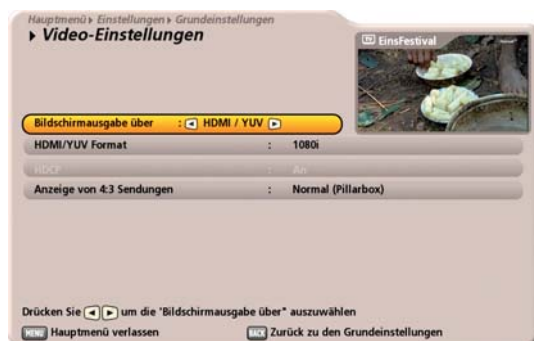 Hauptmenü ▸ Einstellungen ▸ Grundeinstellungen
▸ Video-Einstellungen
TV EinsFestival
Bildschirmausgabe über : ◀ HDMI / YUV ▶
HDMI/YUV Format : 1080i
HDCP : An
Anzeige von 4:3 Sendungen : Normal (Pillarbox)
Drücken Sie ◀ ▶ um die "Bildschirmausgabe über" auszuwählen
MENU Hauptmenü verlassen BACK Zurück zu den Grundeinstellungen